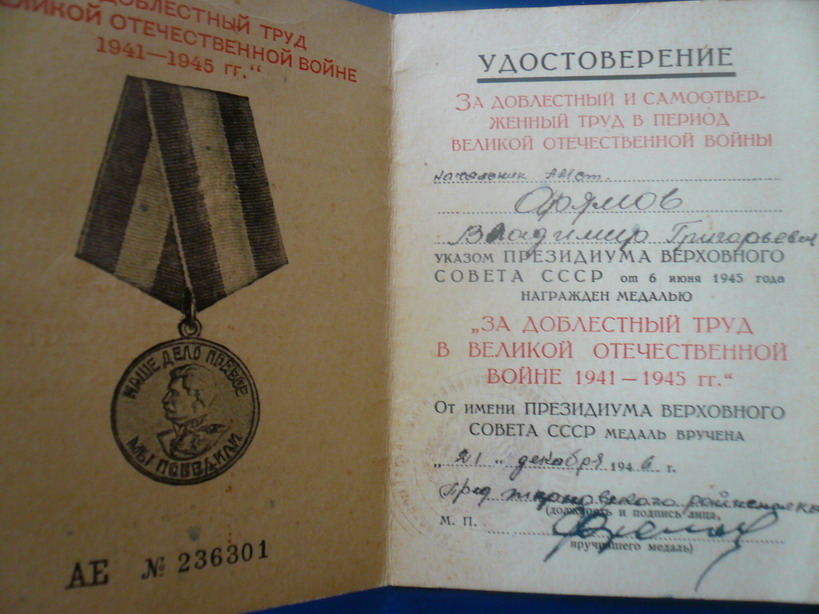 ДОБЛЕСТНЫЙ ТРУД
ВЕЛИКОЙ ОТЕЧЕСТВЕННОЙ ВОЙНЕ
1941—1945 гг.“
НАШЕ ДЕЛО ПРАВОЕ
МЫ ПОБЕДИЛИ
АЕ № 236301
УДОСТОВЕРЕНИЕ
ЗА ДОБЛЕСТНЫЙ И САМООТВЕР-
ЖЕННЫЙ ТРУД В ПЕРИОД
ВЕЛИКОЙ ОТЕЧЕСТВЕННОЙ ВОЙНЫ
начальник
Владимир Григорьевич
УКАЗОМ ПРЕЗИДИУМА ВЕРХОВНОГО
СОВЕТА СССР от 6 июня 1945 года
НАГРАЖДЕН МЕДАЛЬЮ
„ЗА ДОБЛЕСТНЫЙ ТРУД
В ВЕЛИКОЙ ОТЕЧЕСТВЕННОЙ
ВОЙНЕ 1941—1945 гг.“
От имени ПРЕЗИДИУМА ВЕРХОВНОГО
СОВЕТА СССР МЕДАЛЬ ВРУЧЕНА
„21“ декабря 1946 г.
Пред
(должность и подпись лица,
М. П.
вручившего медаль)